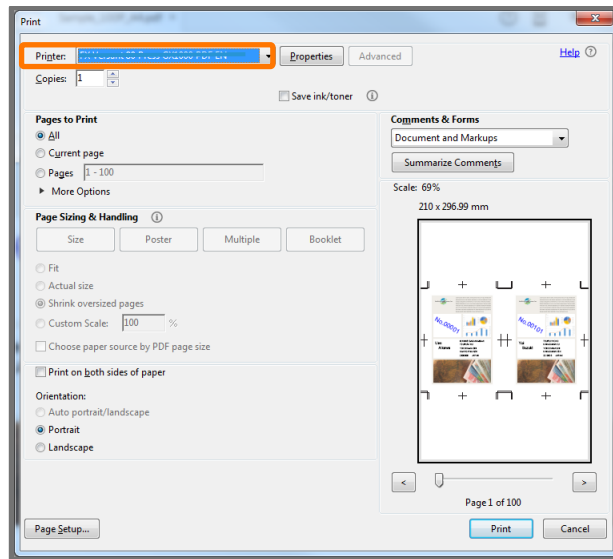 Print
Printer:
Properties
Advanced
Help
Copies: 1
Save ink/toner
Pages to Print
All
Current page
Pages 1 - 100
More Options
Page Sizing & Handling
Size Poster Multiple Booklet
Fit
Actual size
Shrink oversized pages
Custom Scale: 100 %
Choose paper source by PDF page size
Print on both sides of paper
Orientation:
Auto portrait/landscape
Portrait
Landscape
Comments & Forms
Document and Markups
Summarize Comments
Scale: 69%
210 x 296.99 mm
No.00001
No.00101
<
>
Page 1 of 100
Page Setup...
Print
Cancel